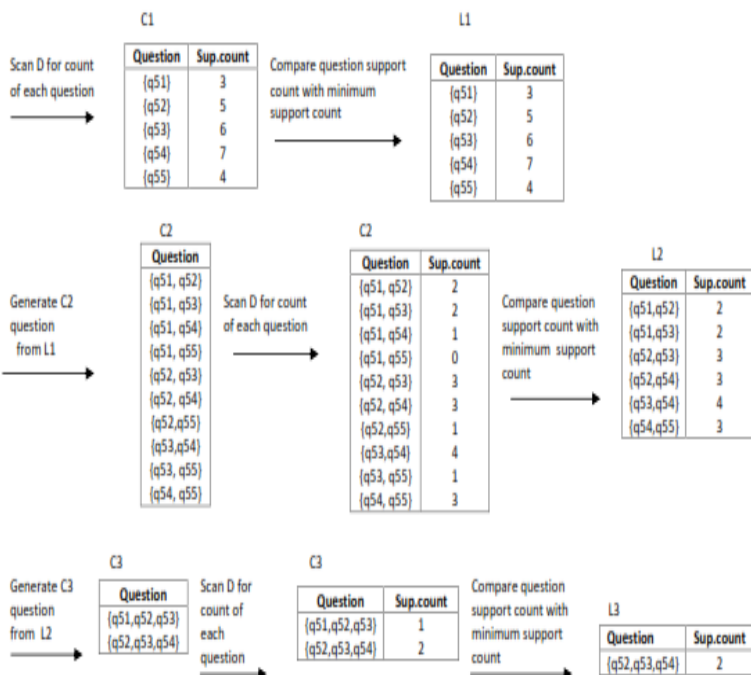 C1
Scan D for count
of each question
Question Sup.count
{q51} 3
{q52} 5
{q53} 6
{q54} 7
{q55} 4
Compare question support
count with minimum
support count
L1
Question Sup.count
{q51} 3
{q52} 5
{q53} 6
{q54} 7
{q55} 4
Generate C2
question
from L1
C2
Question
{q51, q52}
{q51, q53}
{q51, q54}
{q51, q55}
{q52, q53}
{q52, q54}
{q52,q55}
{q53,q54}
{q53, q55}
{q54, q55}
Scan D for count
of each question
C2
Question Sup.count
{q51, q52} 2
{q51, q53} 2
{q51, q54} 1
{q51, q55} 0
{q52, q53} 3
{q52, q54} 3
{q52,q55} 1
{q53,q54} 4
{q53, q55} 1
{q54, q55} 3
Compare question
support count with
minimum support
count
L2
Question Sup.count
{q51,q52} 2
{q51,q53} 2
{q52,q53} 3
{q52,q54} 3
{q53,q54} 4
{q54,q55} 3
Generate C3
question
from L2
C3
Question
{q51,q52,q53}
{q52,q53,q54}
Scan D for
count of
each
question
C3
Question Sup.count
{q51,q52,q53} 1
{q52,q53,q54} 2
Compare question
support count with
minimum support
count
L3
Question Sup.count
{q52,q53,q54} 2